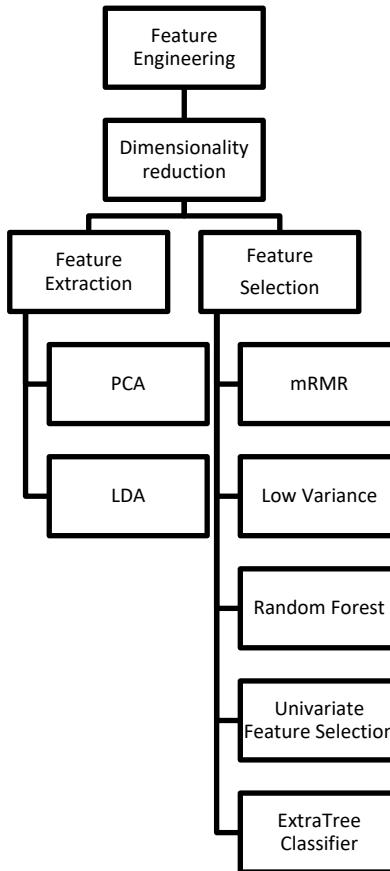 Feature
Engineering
Dimensionality
reduction
Feature
Extraction
PCA
LDA
Feature
Selection
mRMR
Low Variance
Random Forest
Univariate
Feature Selection
ExtraTree
Classifier